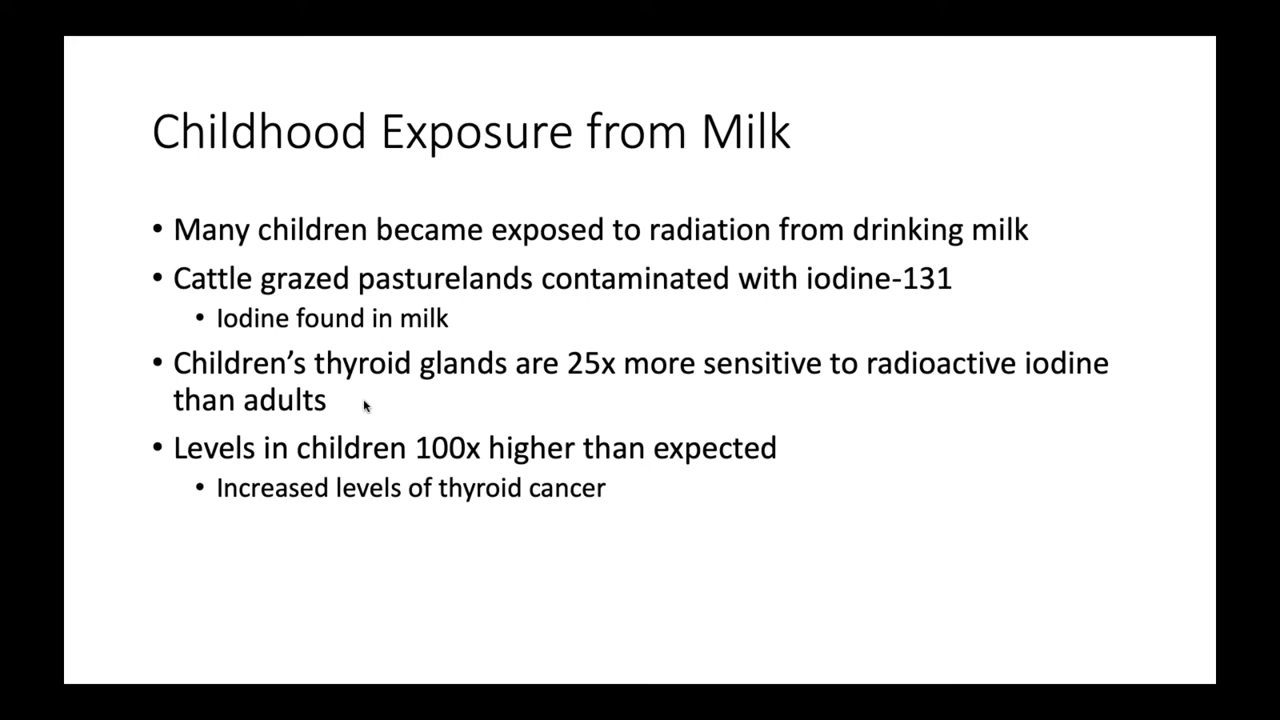 Childhood Exposure from Milk
• Many children became exposed to radiation from drinking milk
• Cattle grazed pasturelands contaminated with iodine-131
• Iodine found in milk
• Children’s thyroid glands are 25x more sensitive to radioactive iodine
than adults
• Levels in children 100x higher than expected
• Increased levels of thyroid cancer